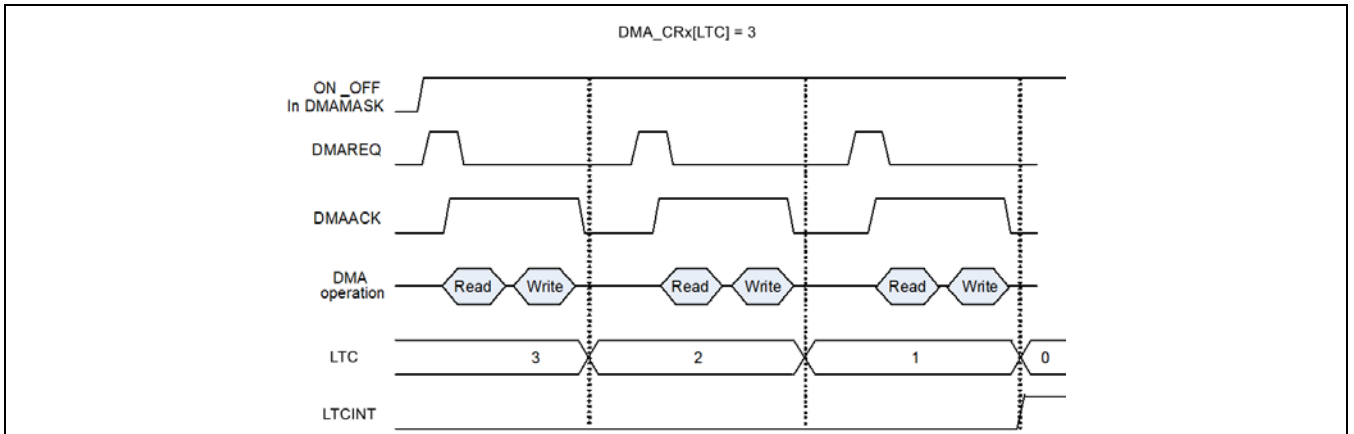 DMA_CRx[LTC] = 3
ON _OFF
In DMAMASK
DMAREQ
DMAACK
DMA
operation
Read
Write
Read
Write
Read
Write
LTC
3
2
1
0
LTCINT